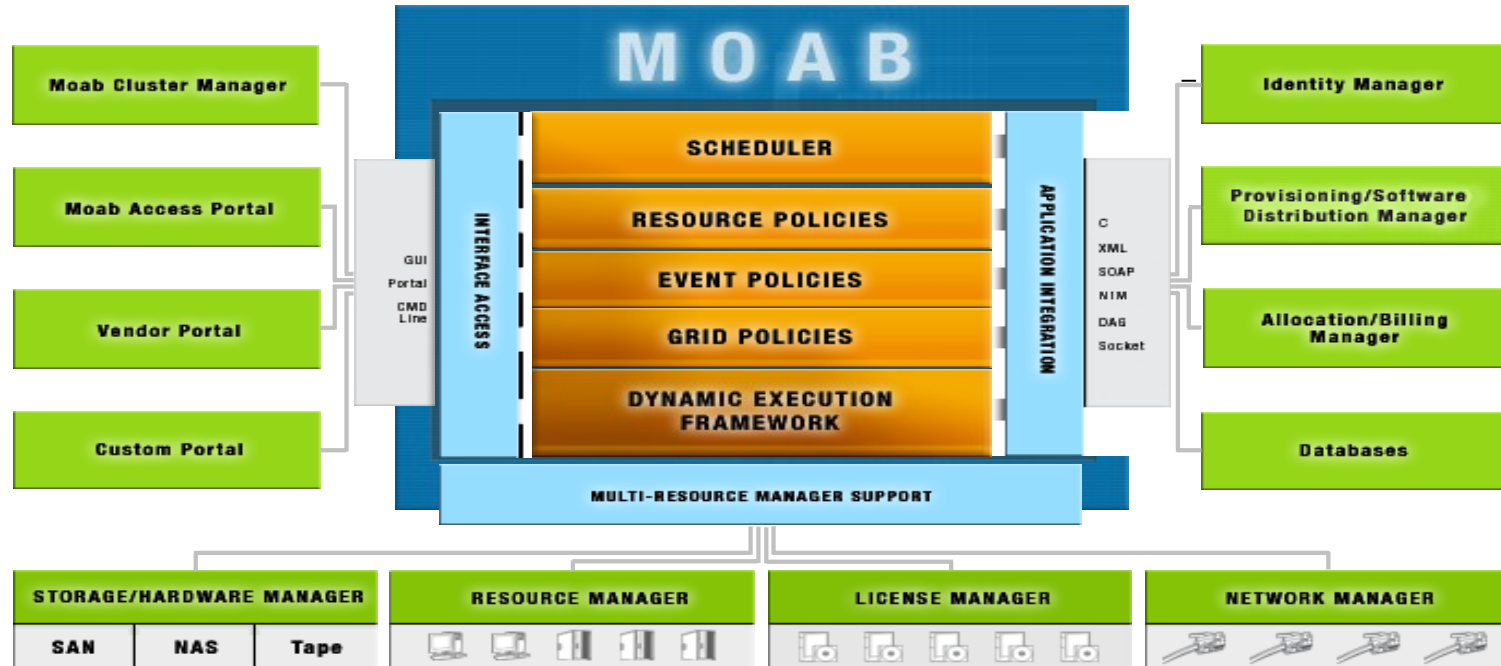 MOAB
Moab Cluster Manager
Moab Access Portal
Vendor Portal
Custom Portal
GUI
Portal
CMD
Line
INTERFACE ACCESS
SCHEDULER
RESOURCE POLICIES
EVENT POLICIES
GRID POLICIES
DYNAMIC EXECUTION
FRAMEWORK
APPLICATION INTEGRATION
C
XML
SOAP
NIM
DAG
Socket
Identity Manager
Provisioning/Software
Distribution Manager
Allocation/Billing
Manager
Databases
MULTI-RESOURCE MANAGER SUPPORT
STORAGE/HARDWARE MANAGER
SAN
NAS
Tape
RESOURCE MANAGER
LICENSE MANAGER
NETWORK MANAGER